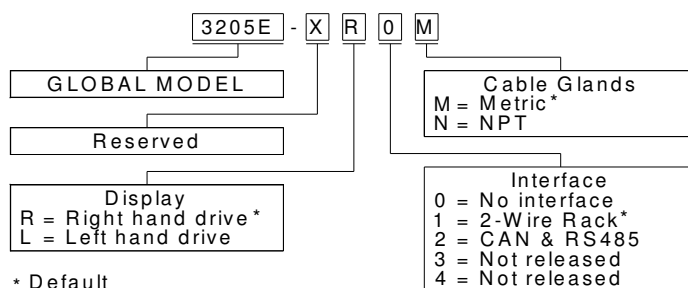 3205E - X R 0 M
GLOBAL MODEL
Reserved
Display
R = Right hand drive*
L = Left hand drive
* Default
Cable Glands
M = Metric*
N = NPT
Interface
0 = No interface
1 = 2-Wire Rack*
2 = CAN & RS485
3 = Not released
4 = Not released